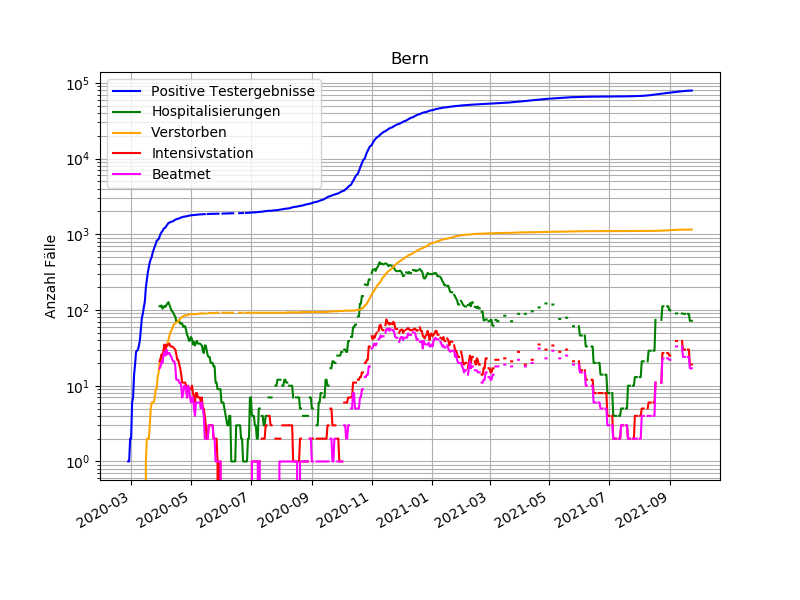 Bern
Anzahl Fälle
10^5
10^4
10^3
10^2
10^1
10^0
Positive Testergebnisse
Hospitalisierungen
Verstorben
Intensivstation
Beatmet
2020-03
2020-05
2020-07
2020-09
2020-11
2021-01
2021-03
2021-05
2021-07
2021-09